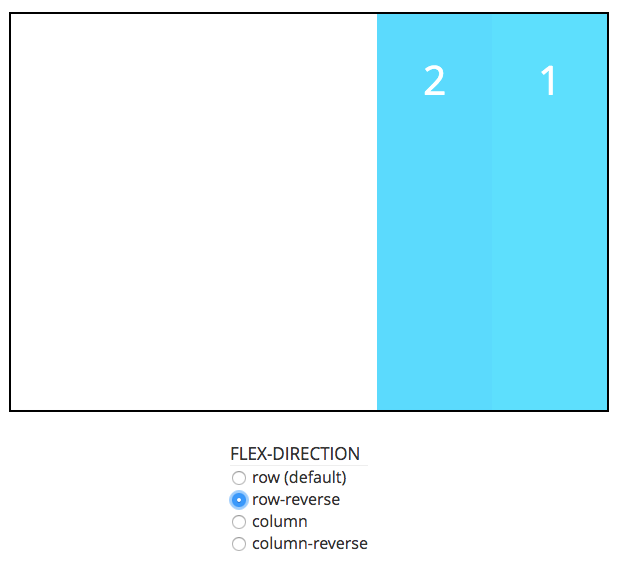 2 1
FLEX-DIRECTION
row (default)
row-reverse
column
column-reverse